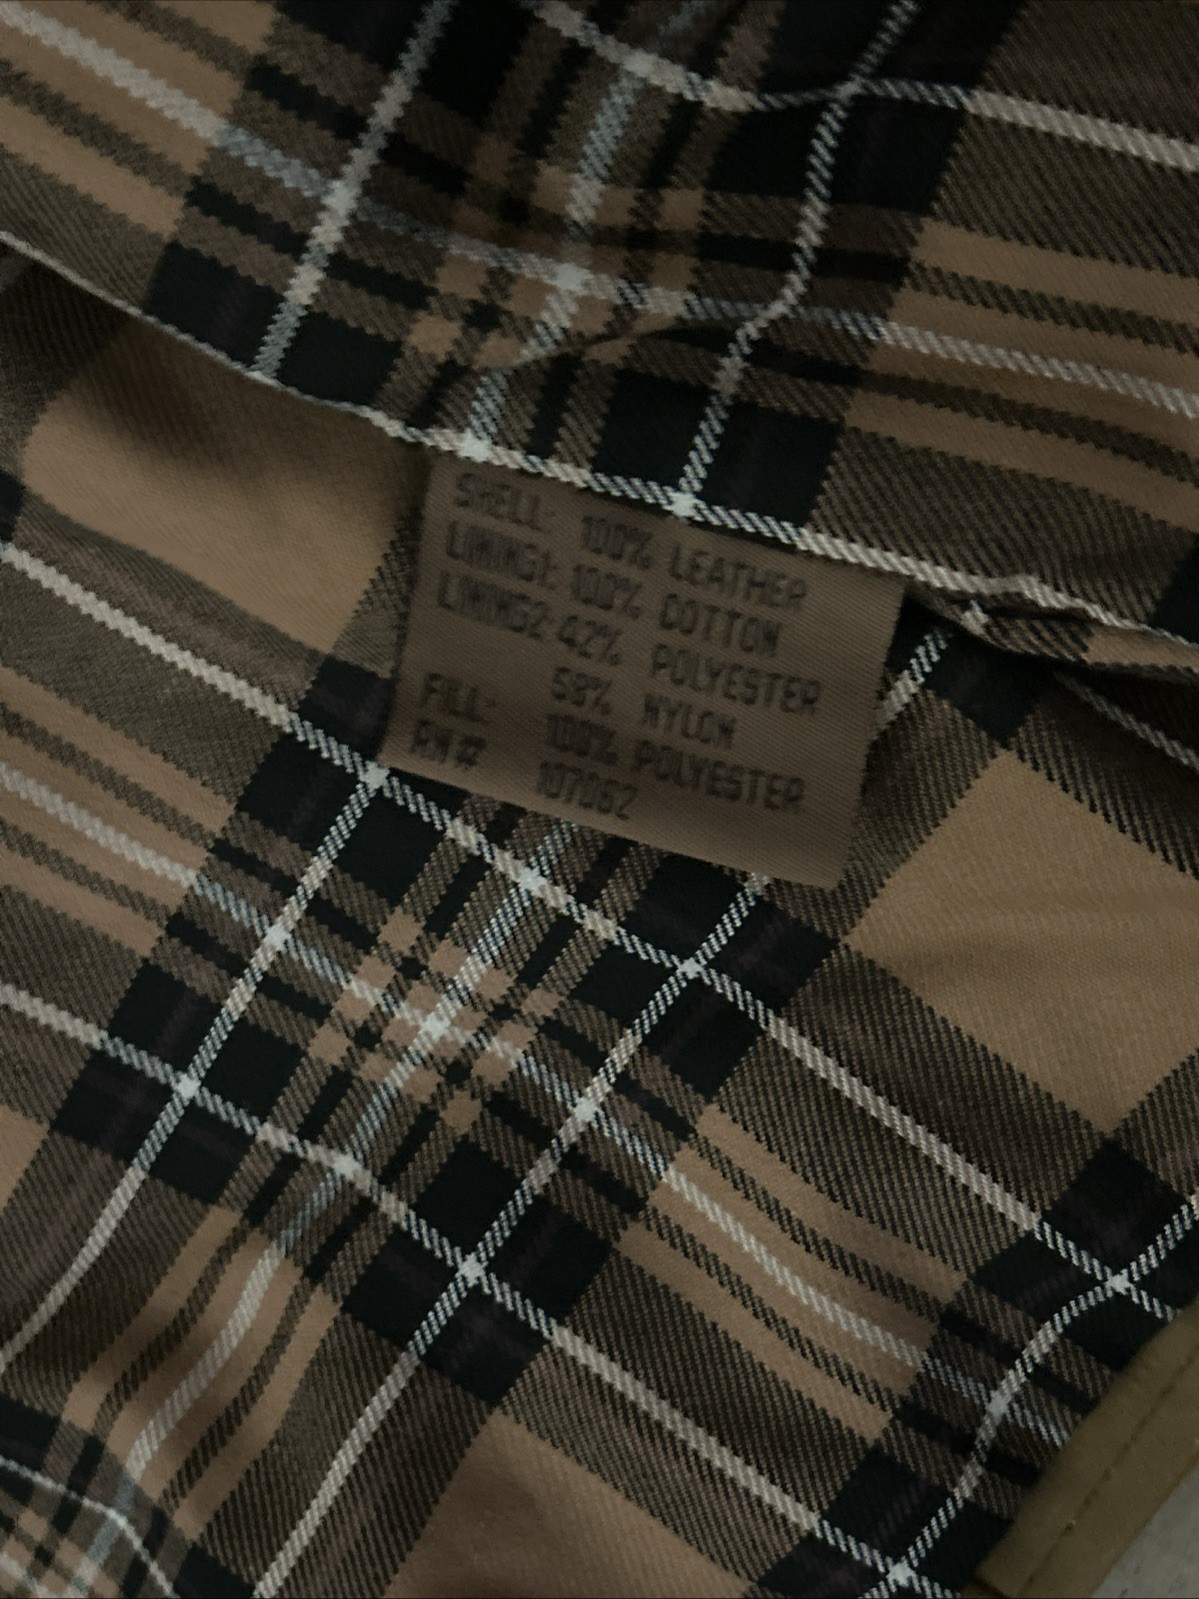 SHELL: 100% LEATHER
LINING1: 100% COTTON
LINING2: 42% POLYESTER
58% NYLON
FILL: 100% POLYESTER
RN# 107062